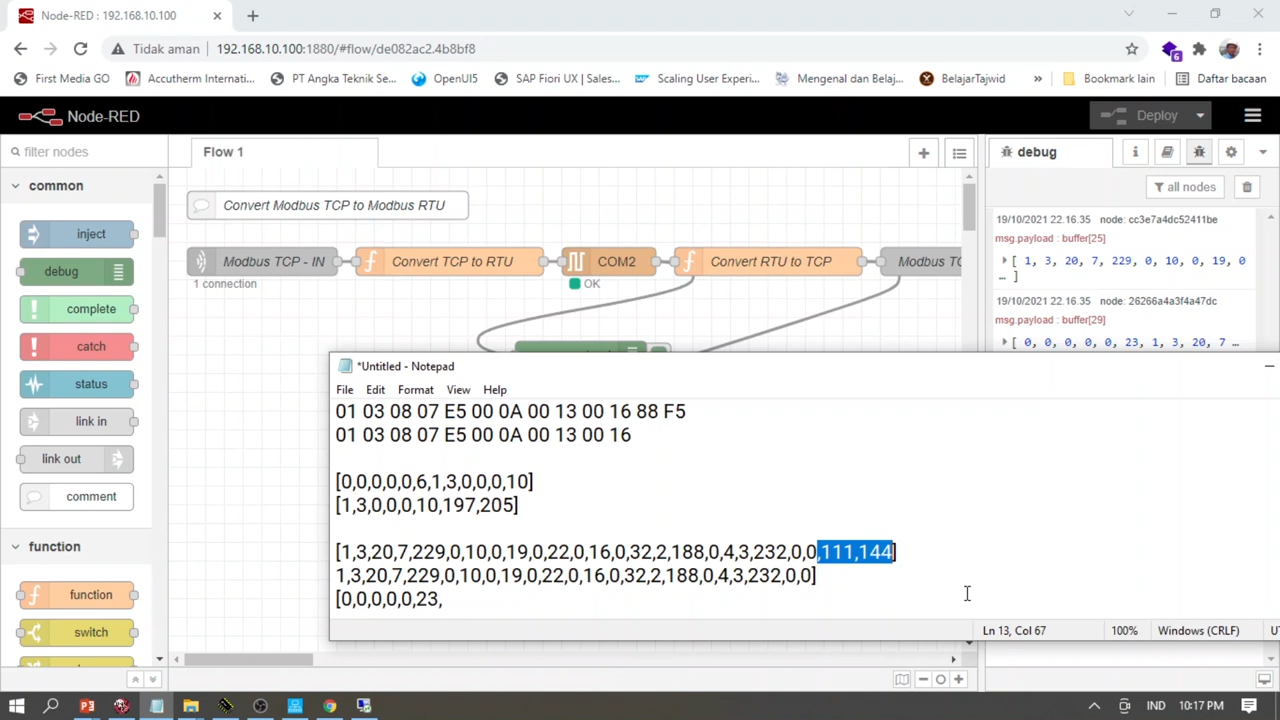 Node-RED : 192.168.10.100
Tidak aman
192.168.10.100:1880/#flow/de082ac2.4b8bf8
6
First Media GO
Accutherm Internati...
PT Angka Teknik Se...
OpenUI5
SAP Fiori UX | Sales...
Scaling User Experi...
Mengenal dan Belaj...
BelajarTajwid
»
Bookmark lain
Daftar bacaan
Node-RED
Deploy
filter nodes
Flow 1
debug
common
all nodes
Convert Modbus TCP to Modbus RTU
inject
debug
complete
catch
status
link in
link out
comment
function
function
switch
Modbus TCP - IN
1 connection
Convert TCP to RTU
COM2
OK
Convert RTU to TCP
Modbus TC
19/10/2021 22.16.35 node: cc3e7a4dc52411be
msg.payload : buffer[25]
[ 1, 3, 20, 7, 229, 0, 10, 0, 19, 0
… ]
19/10/2021 22.16.35 node: 26266a4a3f4a47dc
msg.payload : buffer[29]
[ 0, 0, 0, 0, 0, 23, 1, 3, 20, 7 …
*Untitled - Notepad
File Edit Format View Help
01 03 08 07 E5 00 0A 00 13 00 16 88 F5
01 03 08 07 E5 00 0A 00 13 00 16
[0,0,0,0,0,6,1,3,0,0,0,10]
[1,3,0,0,0,10,197,205]
[1,3,20,7,229,0,10,0,19,0,22,0,16,0,32,2,188,0,4,3,232,0,0,111,144]
1,3,20,7,229,0,10,0,19,0,22,0,16,0,32,2,188,0,4,3,232,0,0]
[0,0,0,0,0,23,
Ln 13, Col 67
100%
Windows (CRLF)
IND
10:17 PM